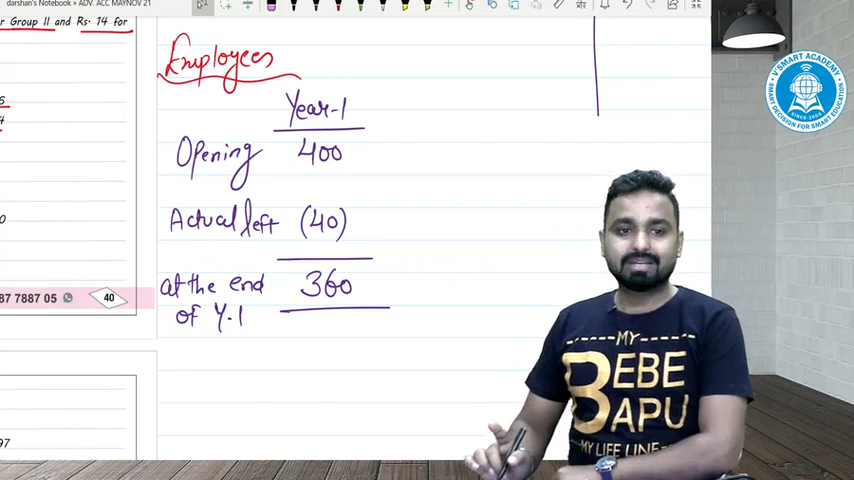 darshan's Notebook » ADV. ACC MAYNOV 21
r Group II and Rs. 14 for
Employees
Year-1
Opening 400
Actual left (40)
at the end 360
of Y.1
87 7887 05
40
97
V'SMART ACADEMY
SMART DECISION FOR SMART EDUCATION
SINCE-2005
MY
BEBE
BAPU
MY LIFE LINE